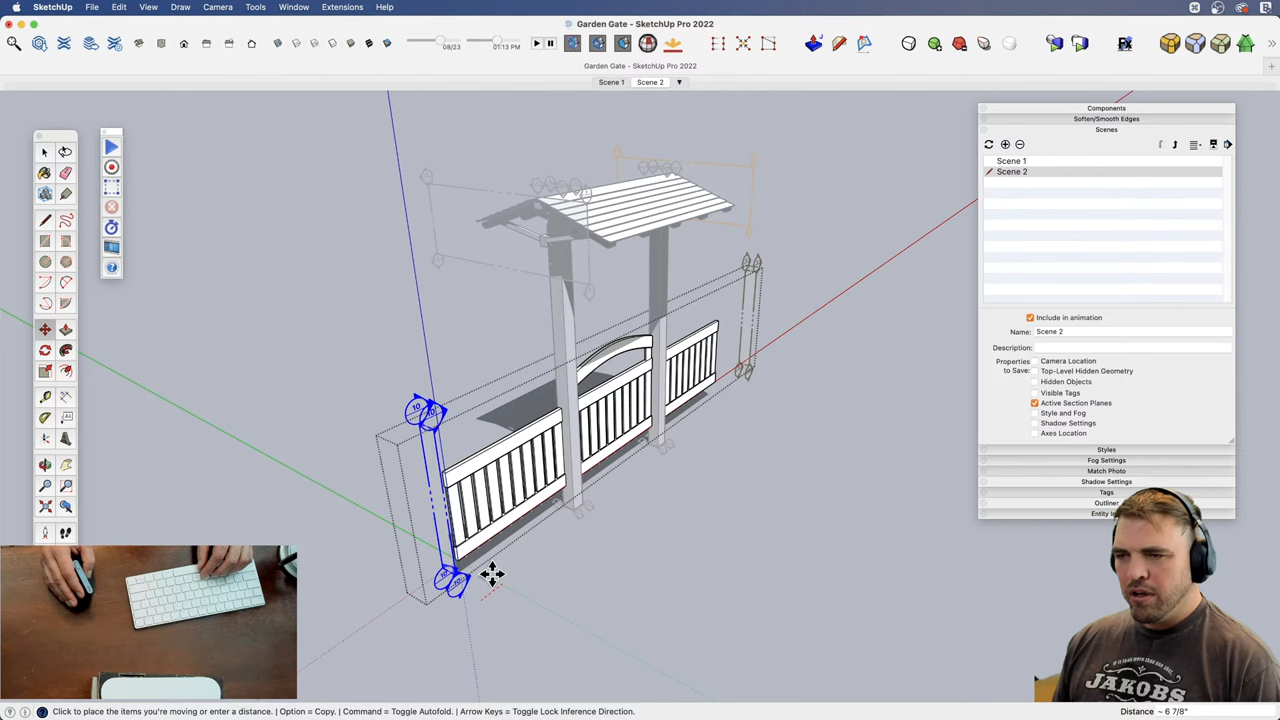 SketchUp File Edit View Draw Camera Tools Window Extensions Help
Garden Gate - SketchUp Pro 2022
08/23 01:13 PM
Garden Gate - SketchUp Pro 2022
Scene 1 Scene 2
Components
Soften/Smooth Edges
Scenes
Scene 1
Scene 2
Include in animation
Name: Scene 2
Description:
Properties to Save:
Camera Location
Top-Level Hidden Geometry
Hidden Objects
Visible Tags
Active Section Planes
Style and Fog
Shadow Settings
Axes Location
Styles
Fog Settings
Match Photo
Shadow Settings
Tags
Outliner
JAKOBS
Click to place the items you're moving or enter a distance. | Option = Copy. | Command = Toggle Autofold. | Arrow Keys = Toggle Lock Inference Direction. Distance ~ 6 7/8"